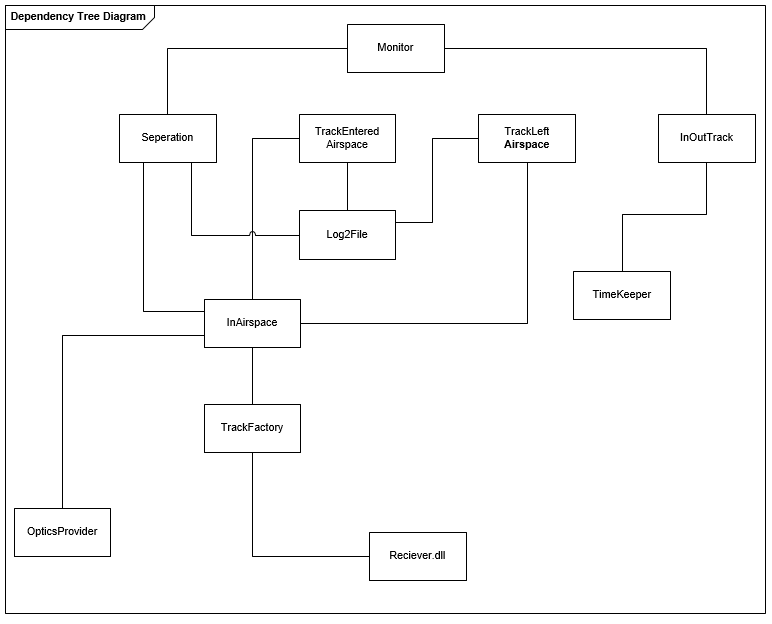 Dependency Tree Diagram
Monitor
Seperation
TrackEntered
Airspace
TrackLeft
Airspace
InOutTrack
Log2File
TimeKeeper
InAirspace
TrackFactory
OpticsProvider
Reciever.dll